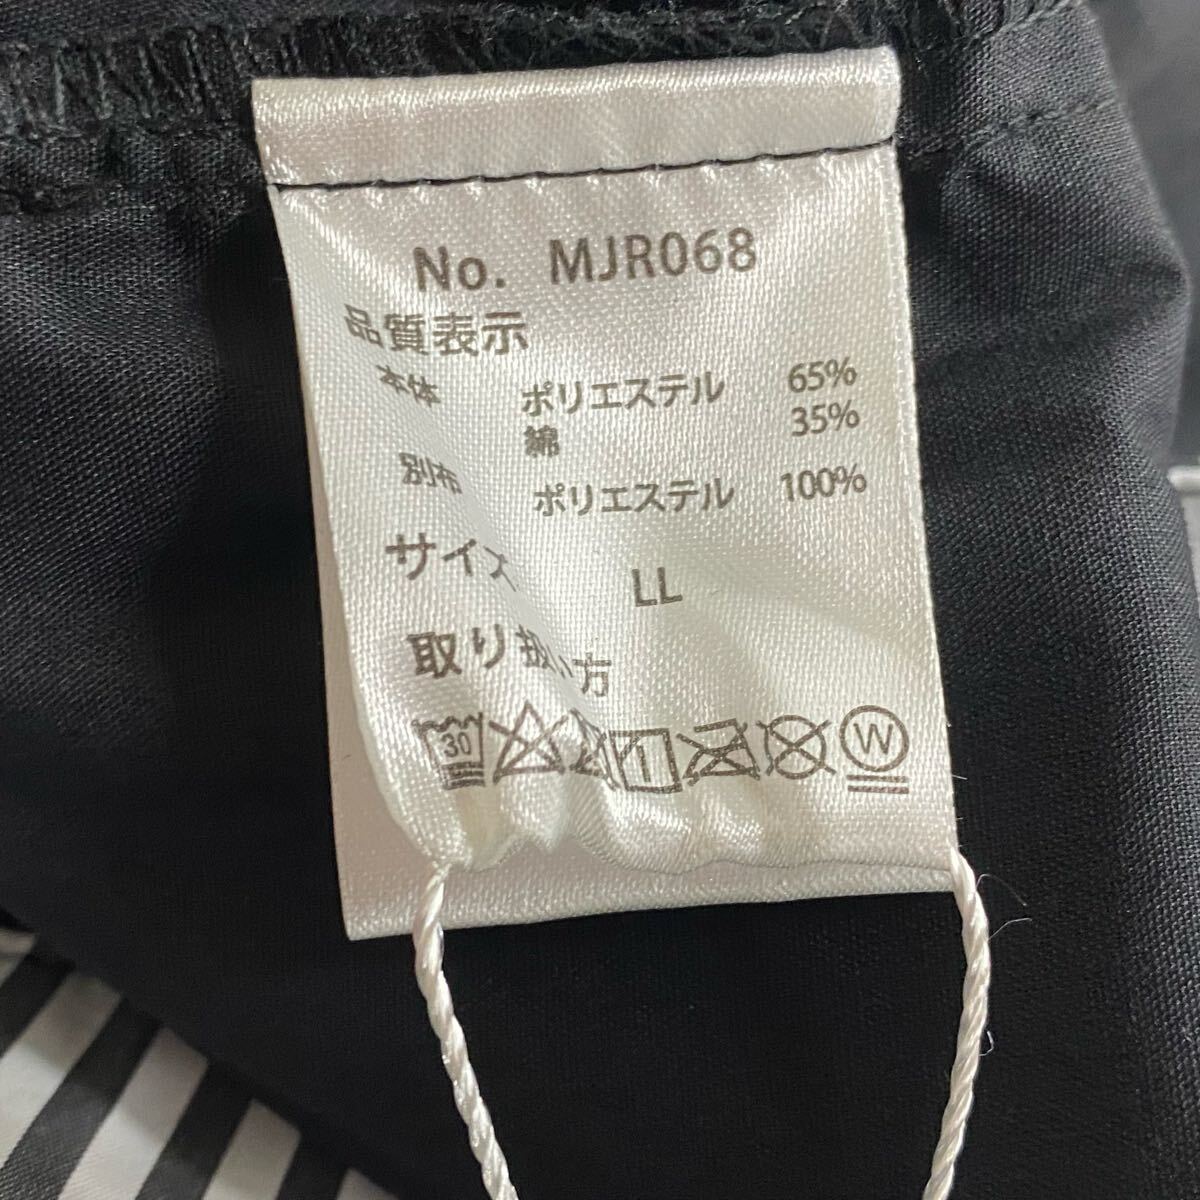 No. MJR068
品質表示
本体 ポリエステル 65%
綿 35%
別布 ポリエステル 100%
サイズ LL
取り扱い方
30 W